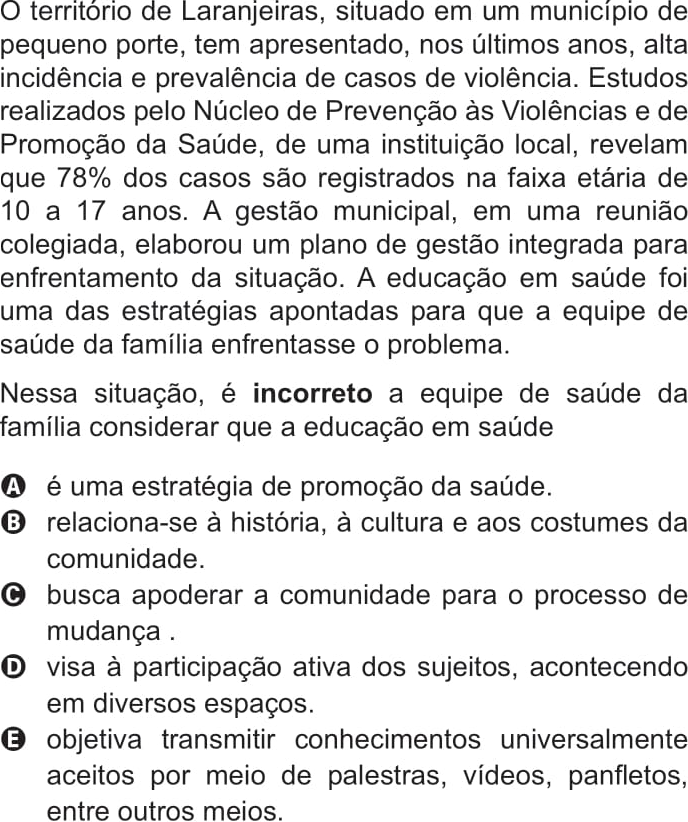 O território de Laranjeiras, situado em um município de
pequeno porte, tem apresentado, nos últimos anos, alta
incidência e prevalência de casos de violência. Estudos
realizados pelo Núcleo de Prevenção às Violências e de
Promoção da Saúde, de uma instituição local, revelam
que 78% dos casos são registrados na faixa etária de
10 a 17 anos. A gestão municipal, em uma reunião
colegiada, elaborou um plano de gestão integrada para
enfrentamento da situação. A educação em saúde foi
uma das estratégias apontadas para que a equipe de
saúde da família enfrentasse o problema.
Nessa situação, é incorreto a equipe de saúde da
família considerar que a educação em saúde
A é uma estratégia de promoção da saúde.
B relaciona-se à história, à cultura e aos costumes da
comunidade.
C busca apoderar a comunidade para o processo de
mudança .
D visa à participação ativa dos sujeitos, acontecendo
em diversos espaços.
E objetiva transmitir conhecimentos universalmente
aceitos por meio de palestras, vídeos, panfletos,
entre outros meios.